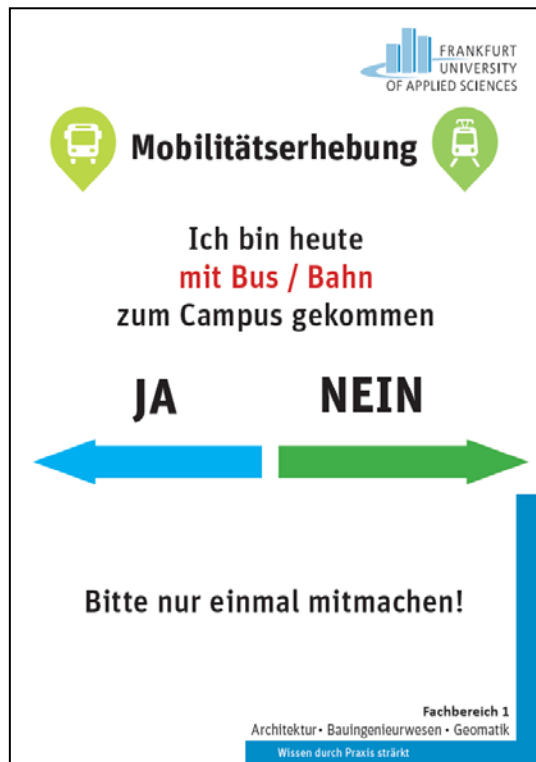 FRANKFURT
UNIVERSITY
OF APPLIED SCIENCES
Mobilitätserhebung
Ich bin heute
mit Bus / Bahn
zum Campus gekommen
JA NEIN
Bitte nur einmal mitmachen!
Fachbereich 1
Architektur • Bauingenieurwesen • Geomatik
Wissen durch Praxis strärkt